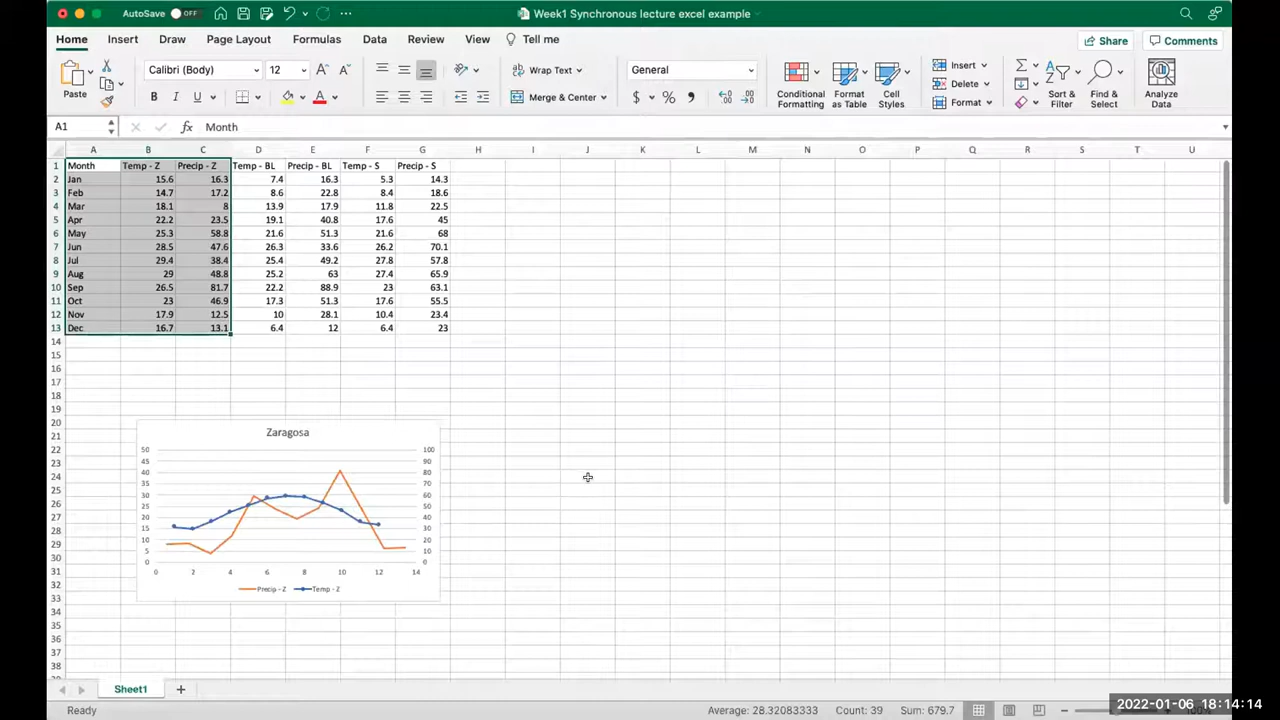 AutoSave OFF Week1 Synchronous lecture excel example
Home Insert Draw Page Layout Formulas Data Review View Tell me Share Comments
Paste Calibri (Body) 12 Wrap Text General Conditional Formatting Format as Table Cell Styles Insert Sort & Filter Find & Select Analyze Data
B I U A Merge & Center $ % Delete
Format
A1 fx Month
A B C D E F G H I J K L M N O P Q R S T U
1 Month Temp - Z Precip - Z Temp - BL Precip - BL Temp - S Precip - S
2 Jan 15.6 16.3 7.4 16.3 5.3 14.3
3 Feb 14.7 17.2 8.6 22.8 8.4 18.6
4 Mar 18.1 8 13.9 17.9 11.8 22.5
5 Apr 22.2 23.5 19.1 40.8 17.6 45
6 May 25.3 58.8 21.6 51.3 21.6 68
7 Jun 28.5 47.6 26.3 33.6 26.2 70.1
8 Jul 29.4 38.4 25.4 49.2 27.8 57.8
9 Aug 29 48.8 25.2 63 27.4 65.9
10 Sep 26.5 81.7 22.2 88.9 23 63.1
11 Oct 23 46.9 17.3 51.3 17.6 55.5
12 Nov 17.9 12.5 10 28.1 10.4 23.4
13 Dec 16.7 13.1 6.4 12 6.4 23
14
15
16
17
18
19
20
21
22
23
24
25
26
27
28
29
30
31
32
33
34
35
36
37
38
Zaragosa
50 100
45 90
40 80
35 70
30 60
25 50
20 40
15 30
10 20
5 10
0 0
0 2 4 6 8 10 12 14
Precip - Z Temp - Z
Sheet1
Ready Average: 28.32083333 Count: 39 Sum: 679.7
2022-01-06 18:14:14